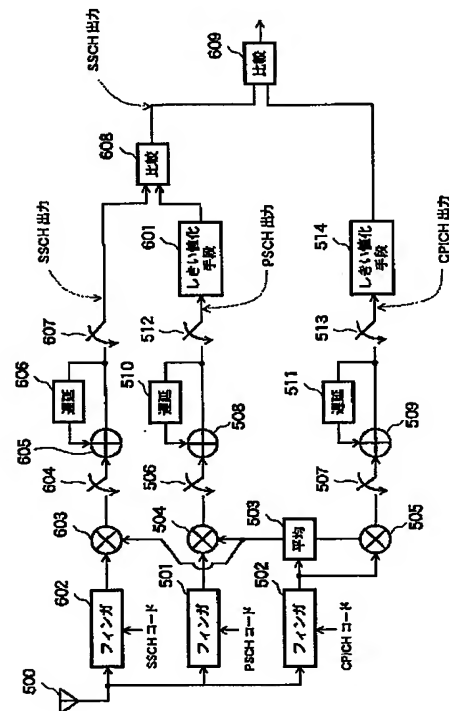 SSCH 出力
609
比較
608
比較
SSCH 出力
601
しきい値化
手段
PSCH 出力
514
しきい値化
手段
CPICH 出力
607
512
513
606
遅延
510
遅延
511
遅延
605
508
509
604
506
507
603
504
503
平均
505
602
フィンガ
SSCH コード
501
フィンガ
PSCH コード
502
フィンガ
CPICH コード
500